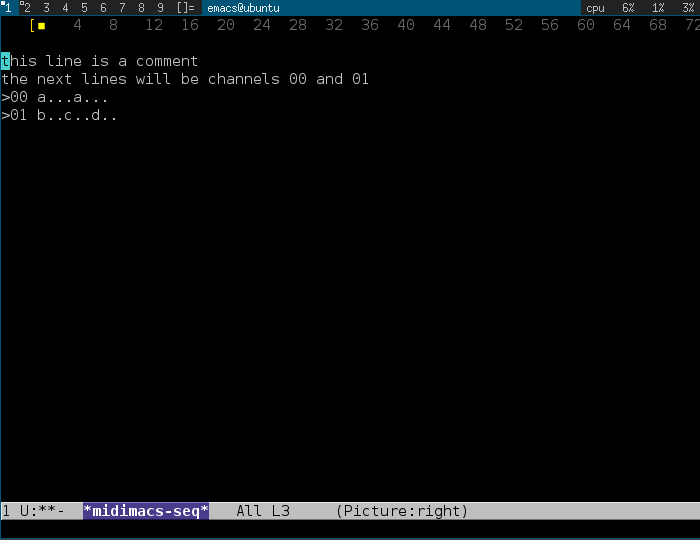 1 2 3 4 5 6 7 8 9 []= emacs@ubuntu cpu 6% 1% 3%
[■ 4 8 12 16 20 24 28 32 36 40 44 48 52 56 60 64 68 72
this line is a comment
the next lines will be channels 00 and 01
>00 a...a...
>01 b..c..d..
1 U:**- *midimacs-seq* All L3 (Picture:right)